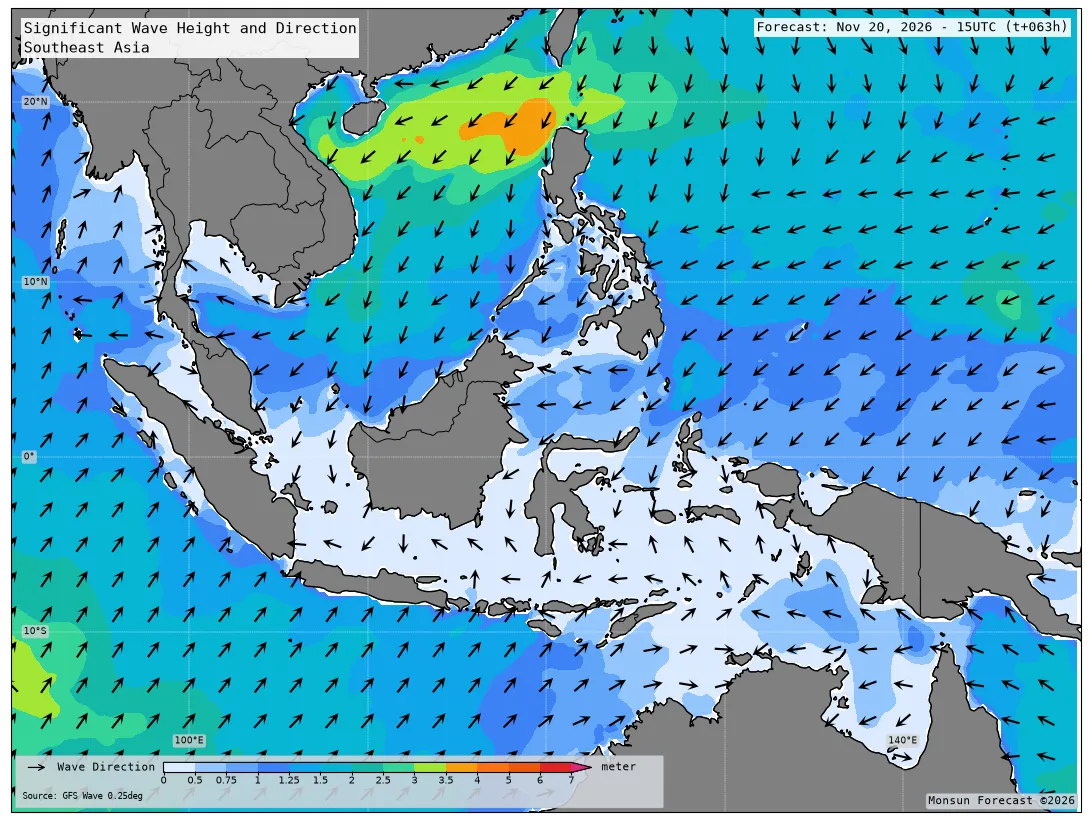 Significant Wave Height and Direction
Southeast Asia
Forecast: Nov 20, 2026 - 15UTC (t+063h)
20°N
10°N
0°
10°S
100°E
140°E
Wave Direction
meter
0 0.5 0.75 1 1.25 1.5 2 2.5 3 3.5 4 5 6 7
Source: GFS Wave 0.25deg
Monsun Forecast ©2026